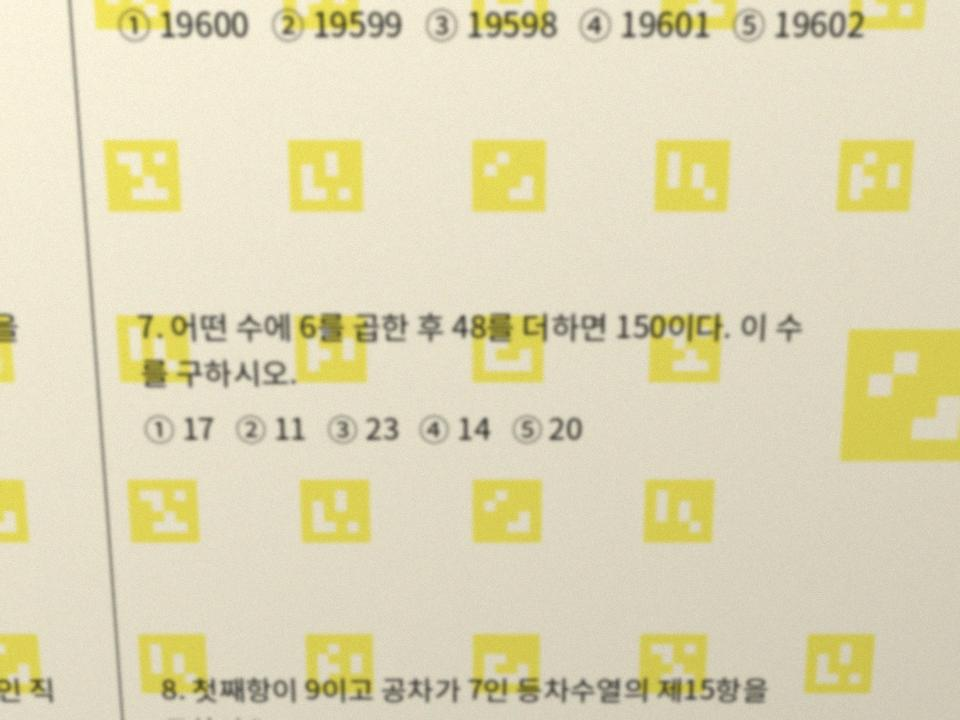 ① 19600 ② 19599 ③ 19598 ④ 19601 ⑤ 19602
을
7. 어떤 수에 6를 곱한 후 48를 더하면 150이다. 이 수
를 구하시오.
① 17 ② 11 ③ 23 ④ 14 ⑤ 20
인 직
8. 첫째항이 9이고 공차가 7인 등차수열의 제15항을